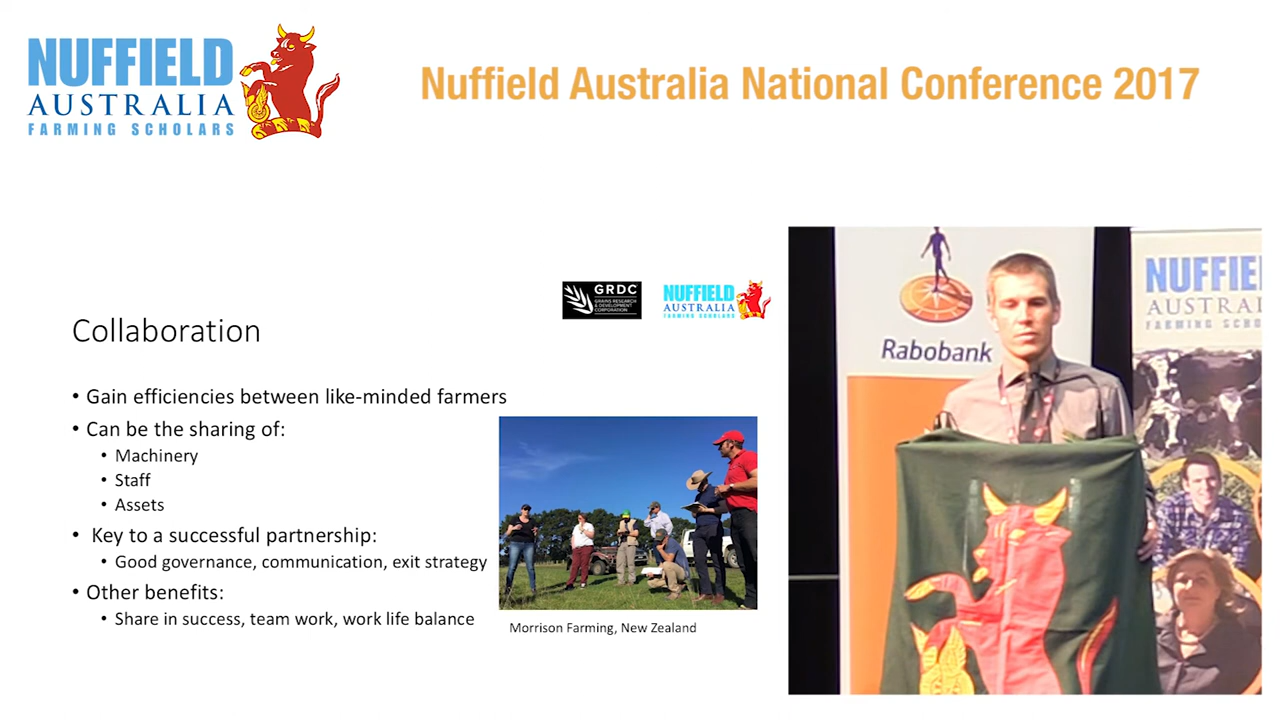 NUFFIELD
AUSTRALIA
FARMING SCHOLARS
Nuffield Australia National Conference 2017
GRDC
GRAINS RESEARCH
& DEVELOPMENT
CORPORATION
NUFFIELD
AUSTRALIA
FARMING SCHOLARS
Collaboration
• Gain efficiencies between like-minded farmers
• Can be the sharing of:
• Machinery
• Staff
• Assets
• Key to a successful partnership:
• Good governance, communication, exit strategy
• Other benefits:
• Share in success, team work, work life balance
Morrison Farming, New Zealand
Rabobank
NUFFIE
AUSTRA
FARMING SCHO